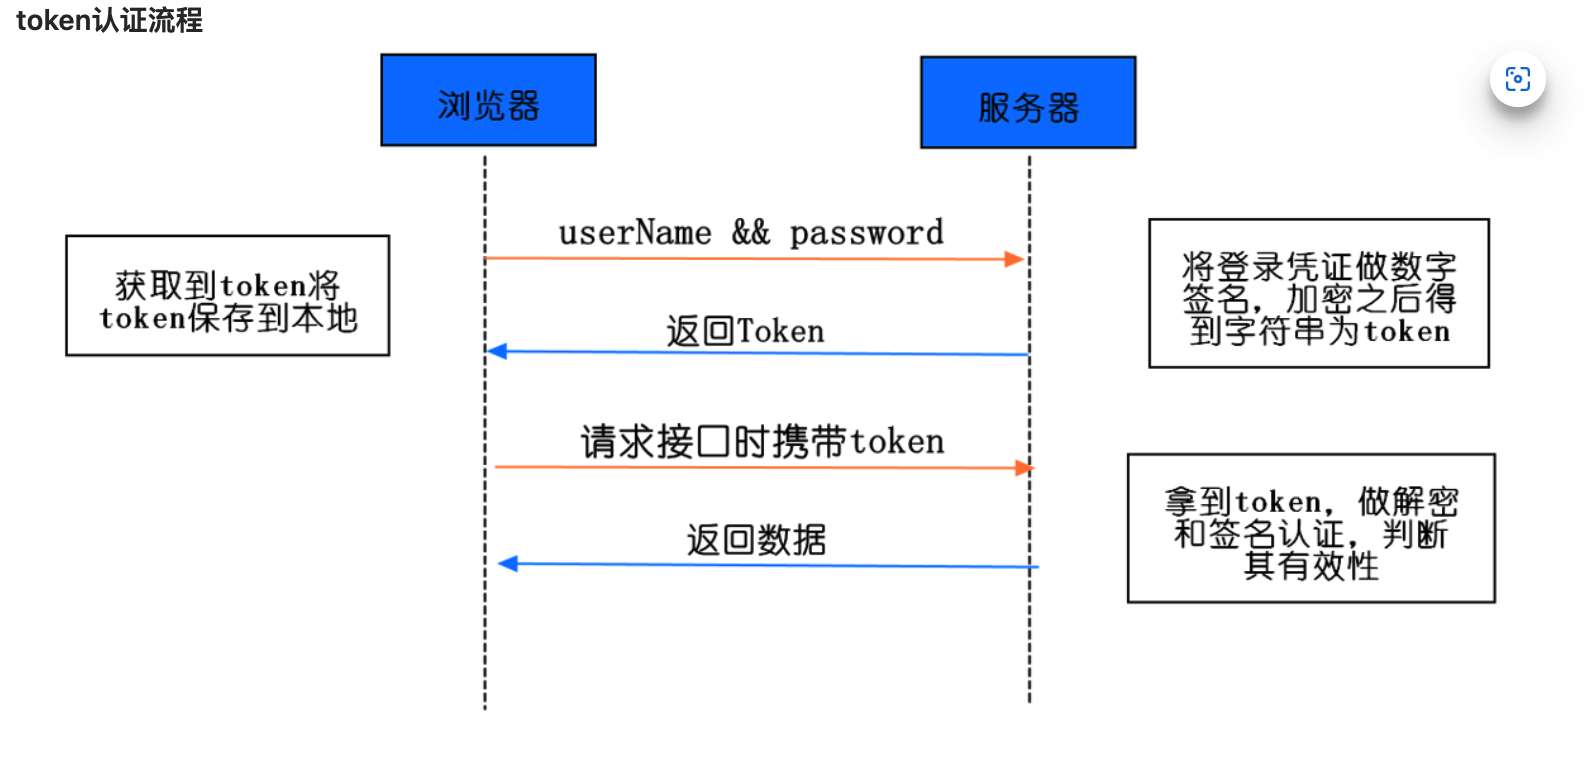 token认证流程
浏览器
服务器
userName && password
获取到token将
token保存到本地
将登录凭证做数字
签名，加密之后得
到字符串为token
返回Token
请求接口时携带token
拿到token，做解密
和签名认证，判断
其有效性
返回数据